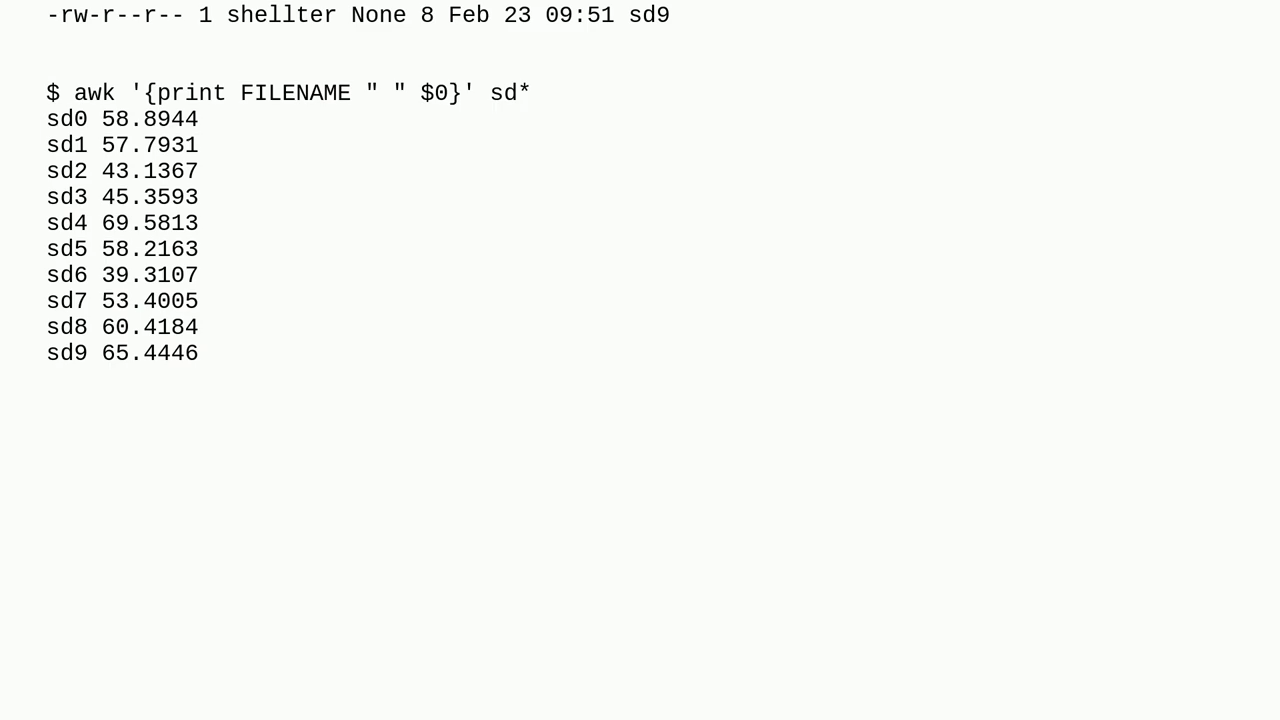 -rw-r--r-- 1 shellter None 8 Feb 23 09:51 sd9
$ awk '{print FILENAME " " $0}' sd*
sd0 58.8944
sd1 57.7931
sd2 43.1367
sd3 45.3593
sd4 69.5813
sd5 58.2163
sd6 39.3107
sd7 53.4005
sd8 60.4184
sd9 65.4446